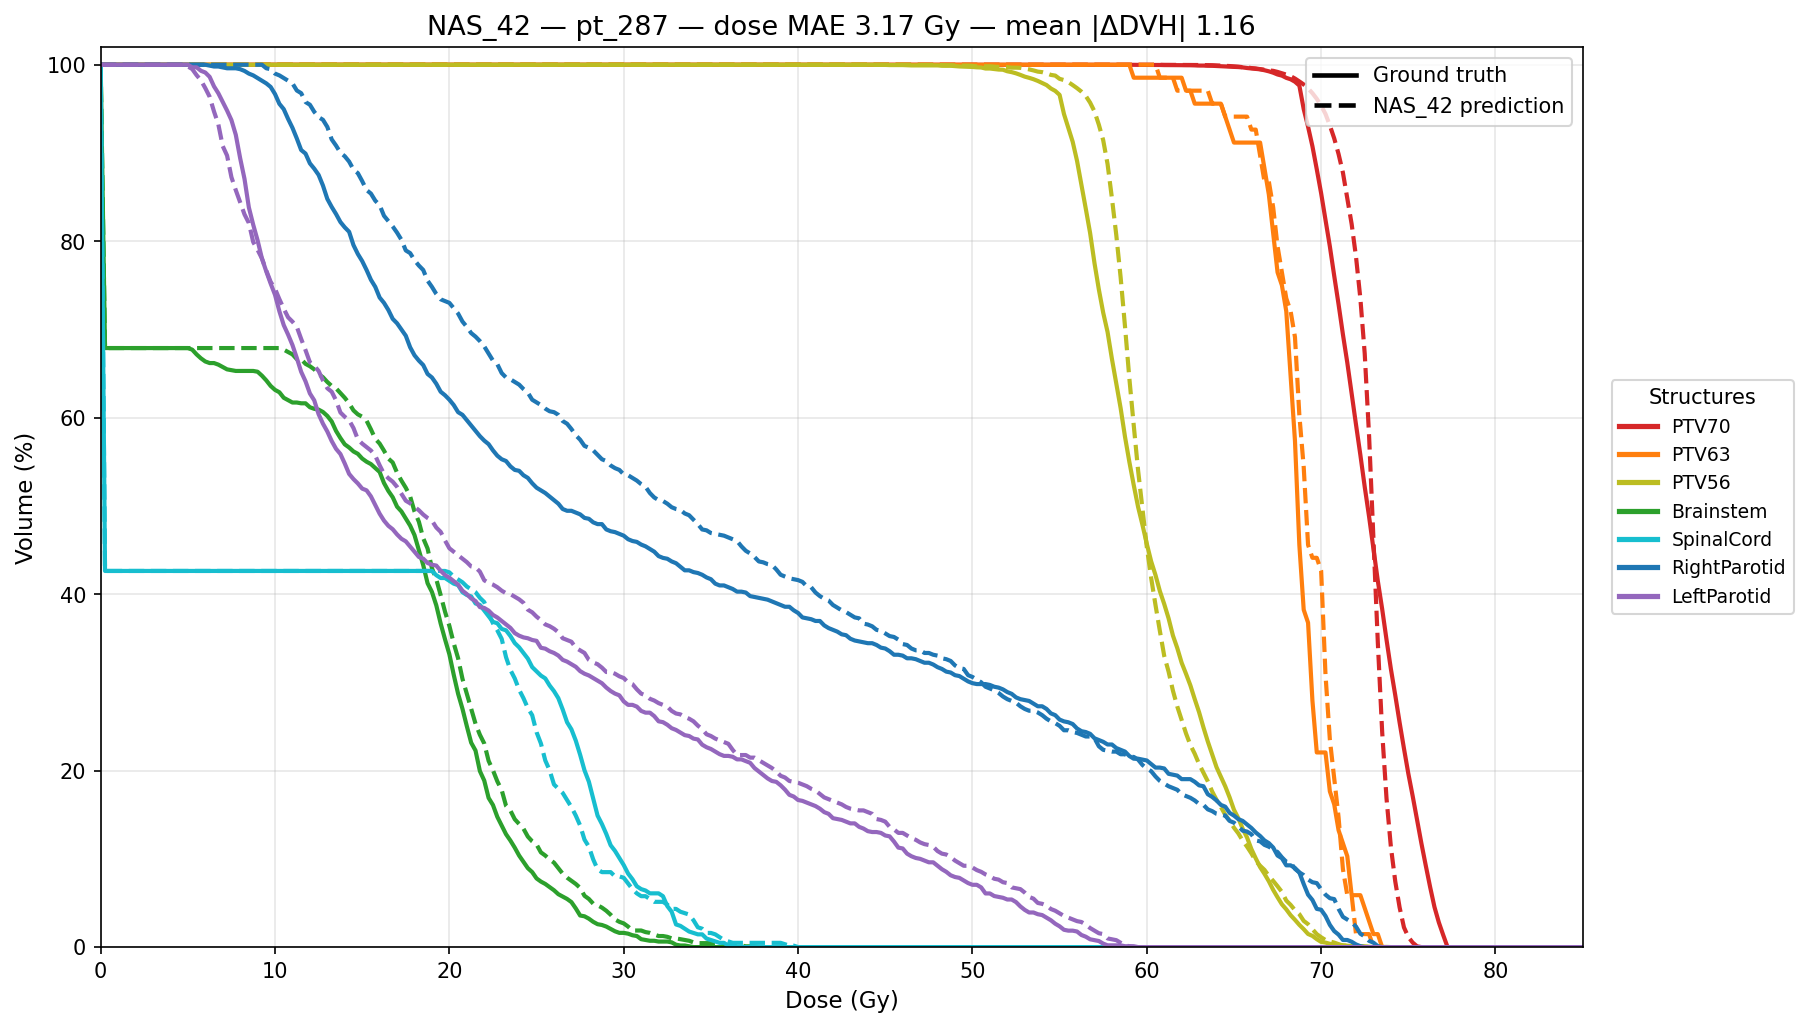 NAS_42 — pt_287 — dose MAE 3.17 Gy — mean |ΔDVH| 1.16
Ground truth
NAS_42 prediction
Volume (%)
100
80
60
40
20
0
0 10 20 30 40 50 60 70 80
Dose (Gy)
Structures
PTV70
PTV63
PTV56
Brainstem
SpinalCord
RightParotid
LeftParotid